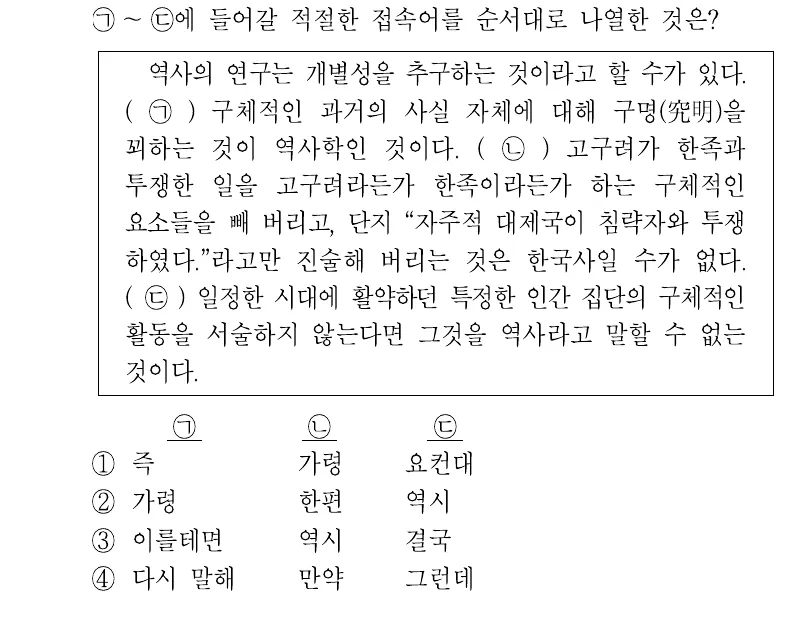 ㉠ ~ ㉢에 들어갈 적절한 접속어를 순서대로 나열한 것은?
역사의 연구는 개별성을 추구하는 것이라고 할 수가 있다.
( ㉠ ) 구체적인 과거의 사실 자체에 대해 구명(究明)을
꾀하는 것이 역사학인 것이다. ( ㉡ ) 고구려가 한족과
투쟁한 일을 고구려라든가 한족이라든가 하는 구체적인
요소들을 빼 버리고, 단지 “자주적 대제국이 침략자와 투쟁
하였다.”라고만 진술해 버리는 것은 한국사일 수가 없다.
( ㉢ ) 일정한 시대에 활약하던 특정한 인간 집단의 구체적인
활동을 서술하지 않는다면 그것을 역사라고 말할 수 없는
것이다.
㉠ ㉡ ㉢
① 즉 가령 요컨대
② 가령 한편 역시
③ 이를테면 역시 결국
④ 다시 말해 만약 그런데